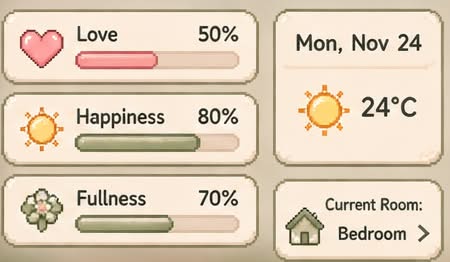 Love 50%
Happiness 80%
Fullness 70%
Mon, Nov 24
24°C
Current Room:
Bedroom >